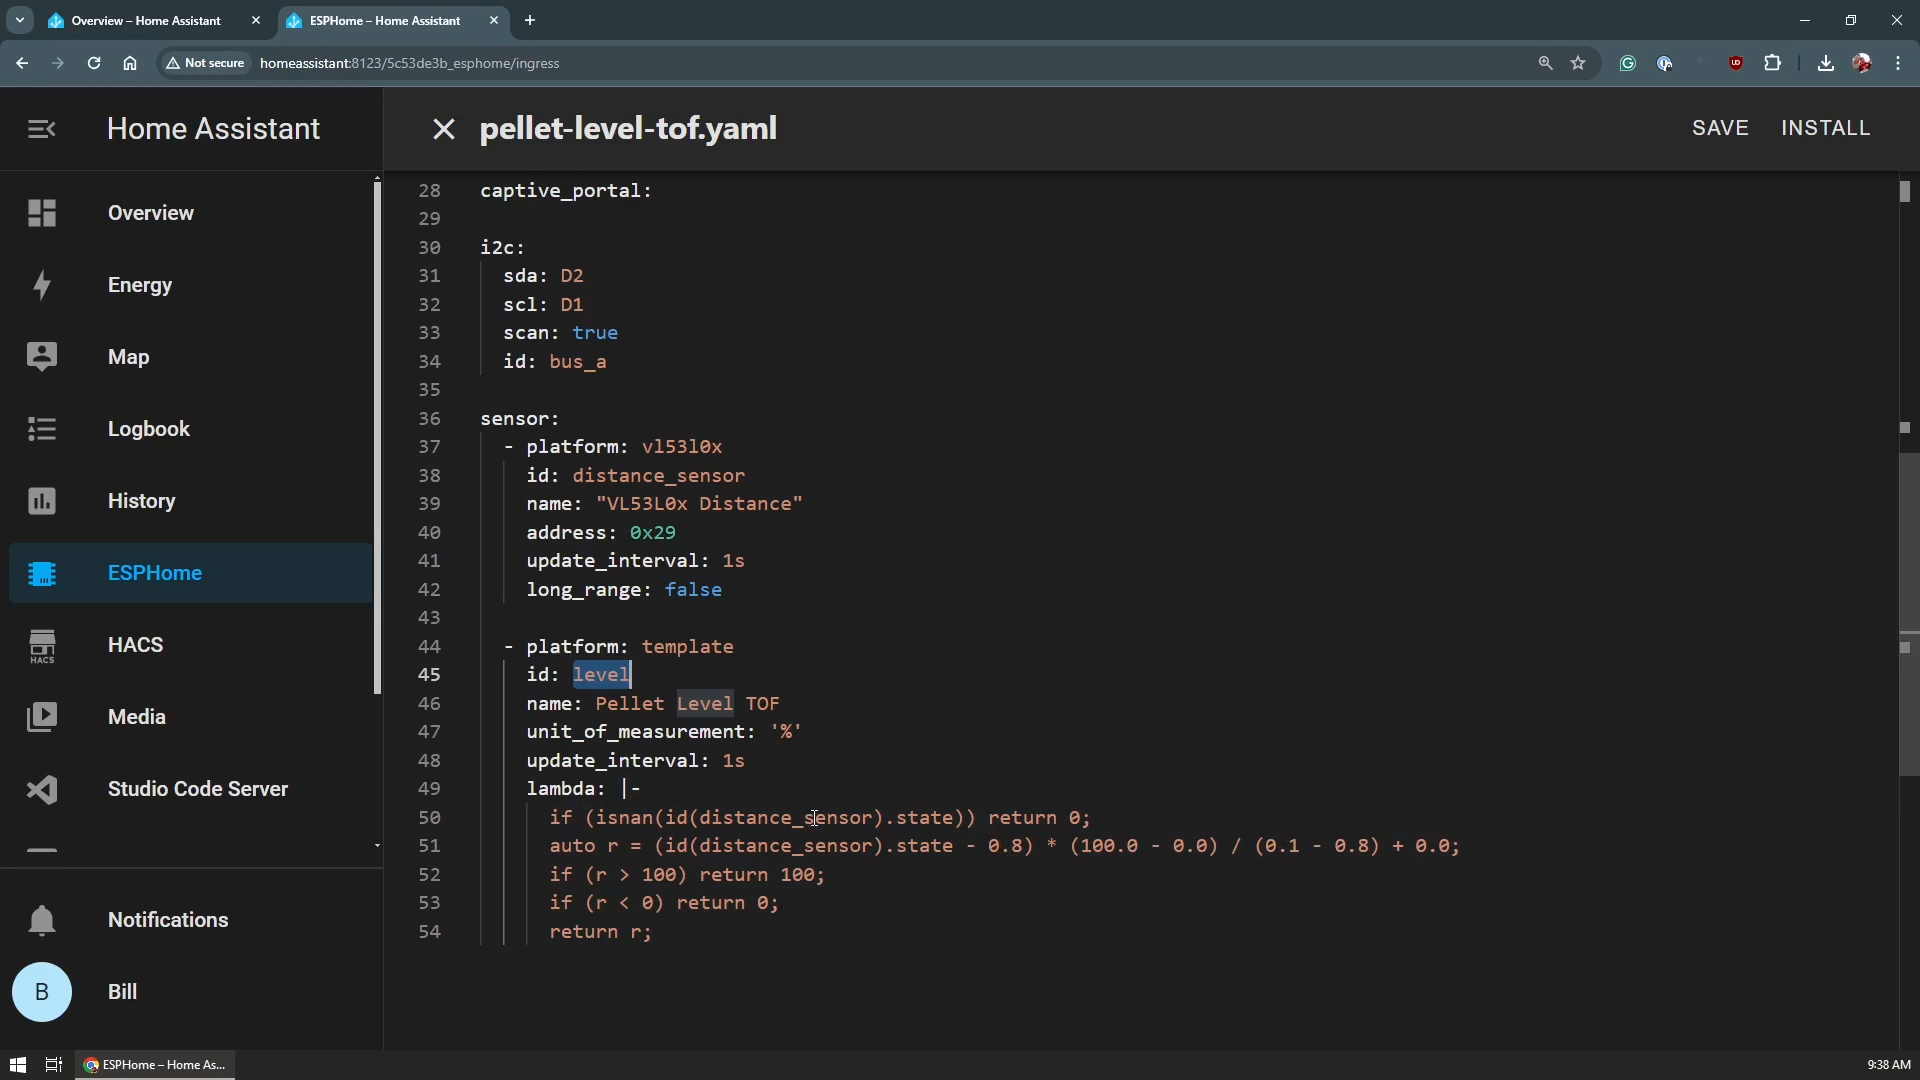 Overview – Home Assistant
ESPHome – Home Assistant
Not secure
homeassistant:8123/5c53de3b_esphome/ingress
Home Assistant
pellet-level-tof.yaml
SAVE
INSTALL
Overview
Energy
Map
Logbook
History
ESPHome
HACS
HACS
Media
Studio Code Server
Notifications
B
Bill
28 captive_portal:
29
30 i2c:
31 sda: D2
32 scl: D1
33 scan: true
34 id: bus_a
35
36 sensor:
37 - platform: vl53l0x
38 id: distance_sensor
39 name: "VL53L0x Distance"
40 address: 0x29
41 update_interval: 1s
42 long_range: false
43
44 - platform: template
45 id: level
46 name: Pellet Level TOF
47 unit_of_measurement: '%'
48 update_interval: 1s
49 lambda: |-
50 if (isnan(id(distance_sensor).state)) return 0;
51 auto r = (id(distance_sensor).state - 0.8) * (100.0 - 0.0) / (0.1 - 0.8) + 0.0;
52 if (r > 100) return 100;
53 if (r < 0) return 0;
54 return r;
ESPHome – Home As...
9:38 AM